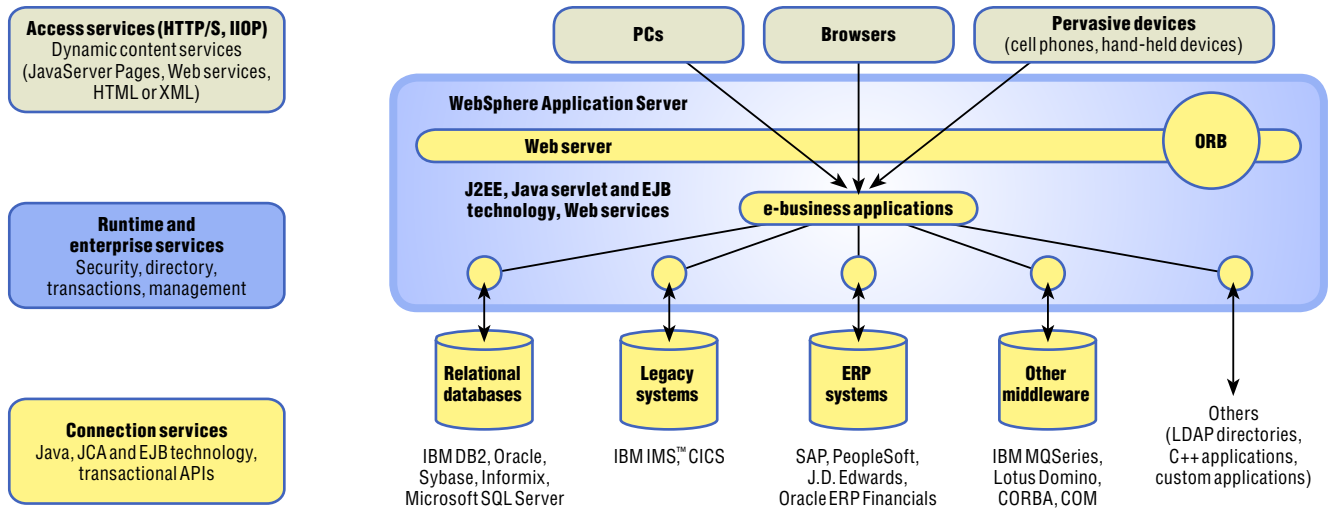 Access services (HTTP/S, IIOP)
Dynamic content services
(JavaServer Pages, Web services,
HTML or XML)
Runtime and
enterprise services
Security, directory,
transactions, management
Connection services
Java, JCA and EJB technology,
transactional APIs
PCs
Browsers
Pervasive devices
(cell phones, hand-held devices)
WebSphere Application Server
Web server
ORB
J2EE, Java servlet and EJB
technology, Web services
e-business applications
Relational
databases
Legacy
systems
ERP
systems
Other
middleware
IBM DB2, Oracle,
Sybase, Informix,
Microsoft SQL Server
IBM IMS,™ CICS
SAP, PeopleSoft,
J.D. Edwards,
Oracle ERP Financials
IBM MQSeries,
Lotus Domino,
CORBA, COM
Others
(LDAP directories,
C++ applications,
custom applications)